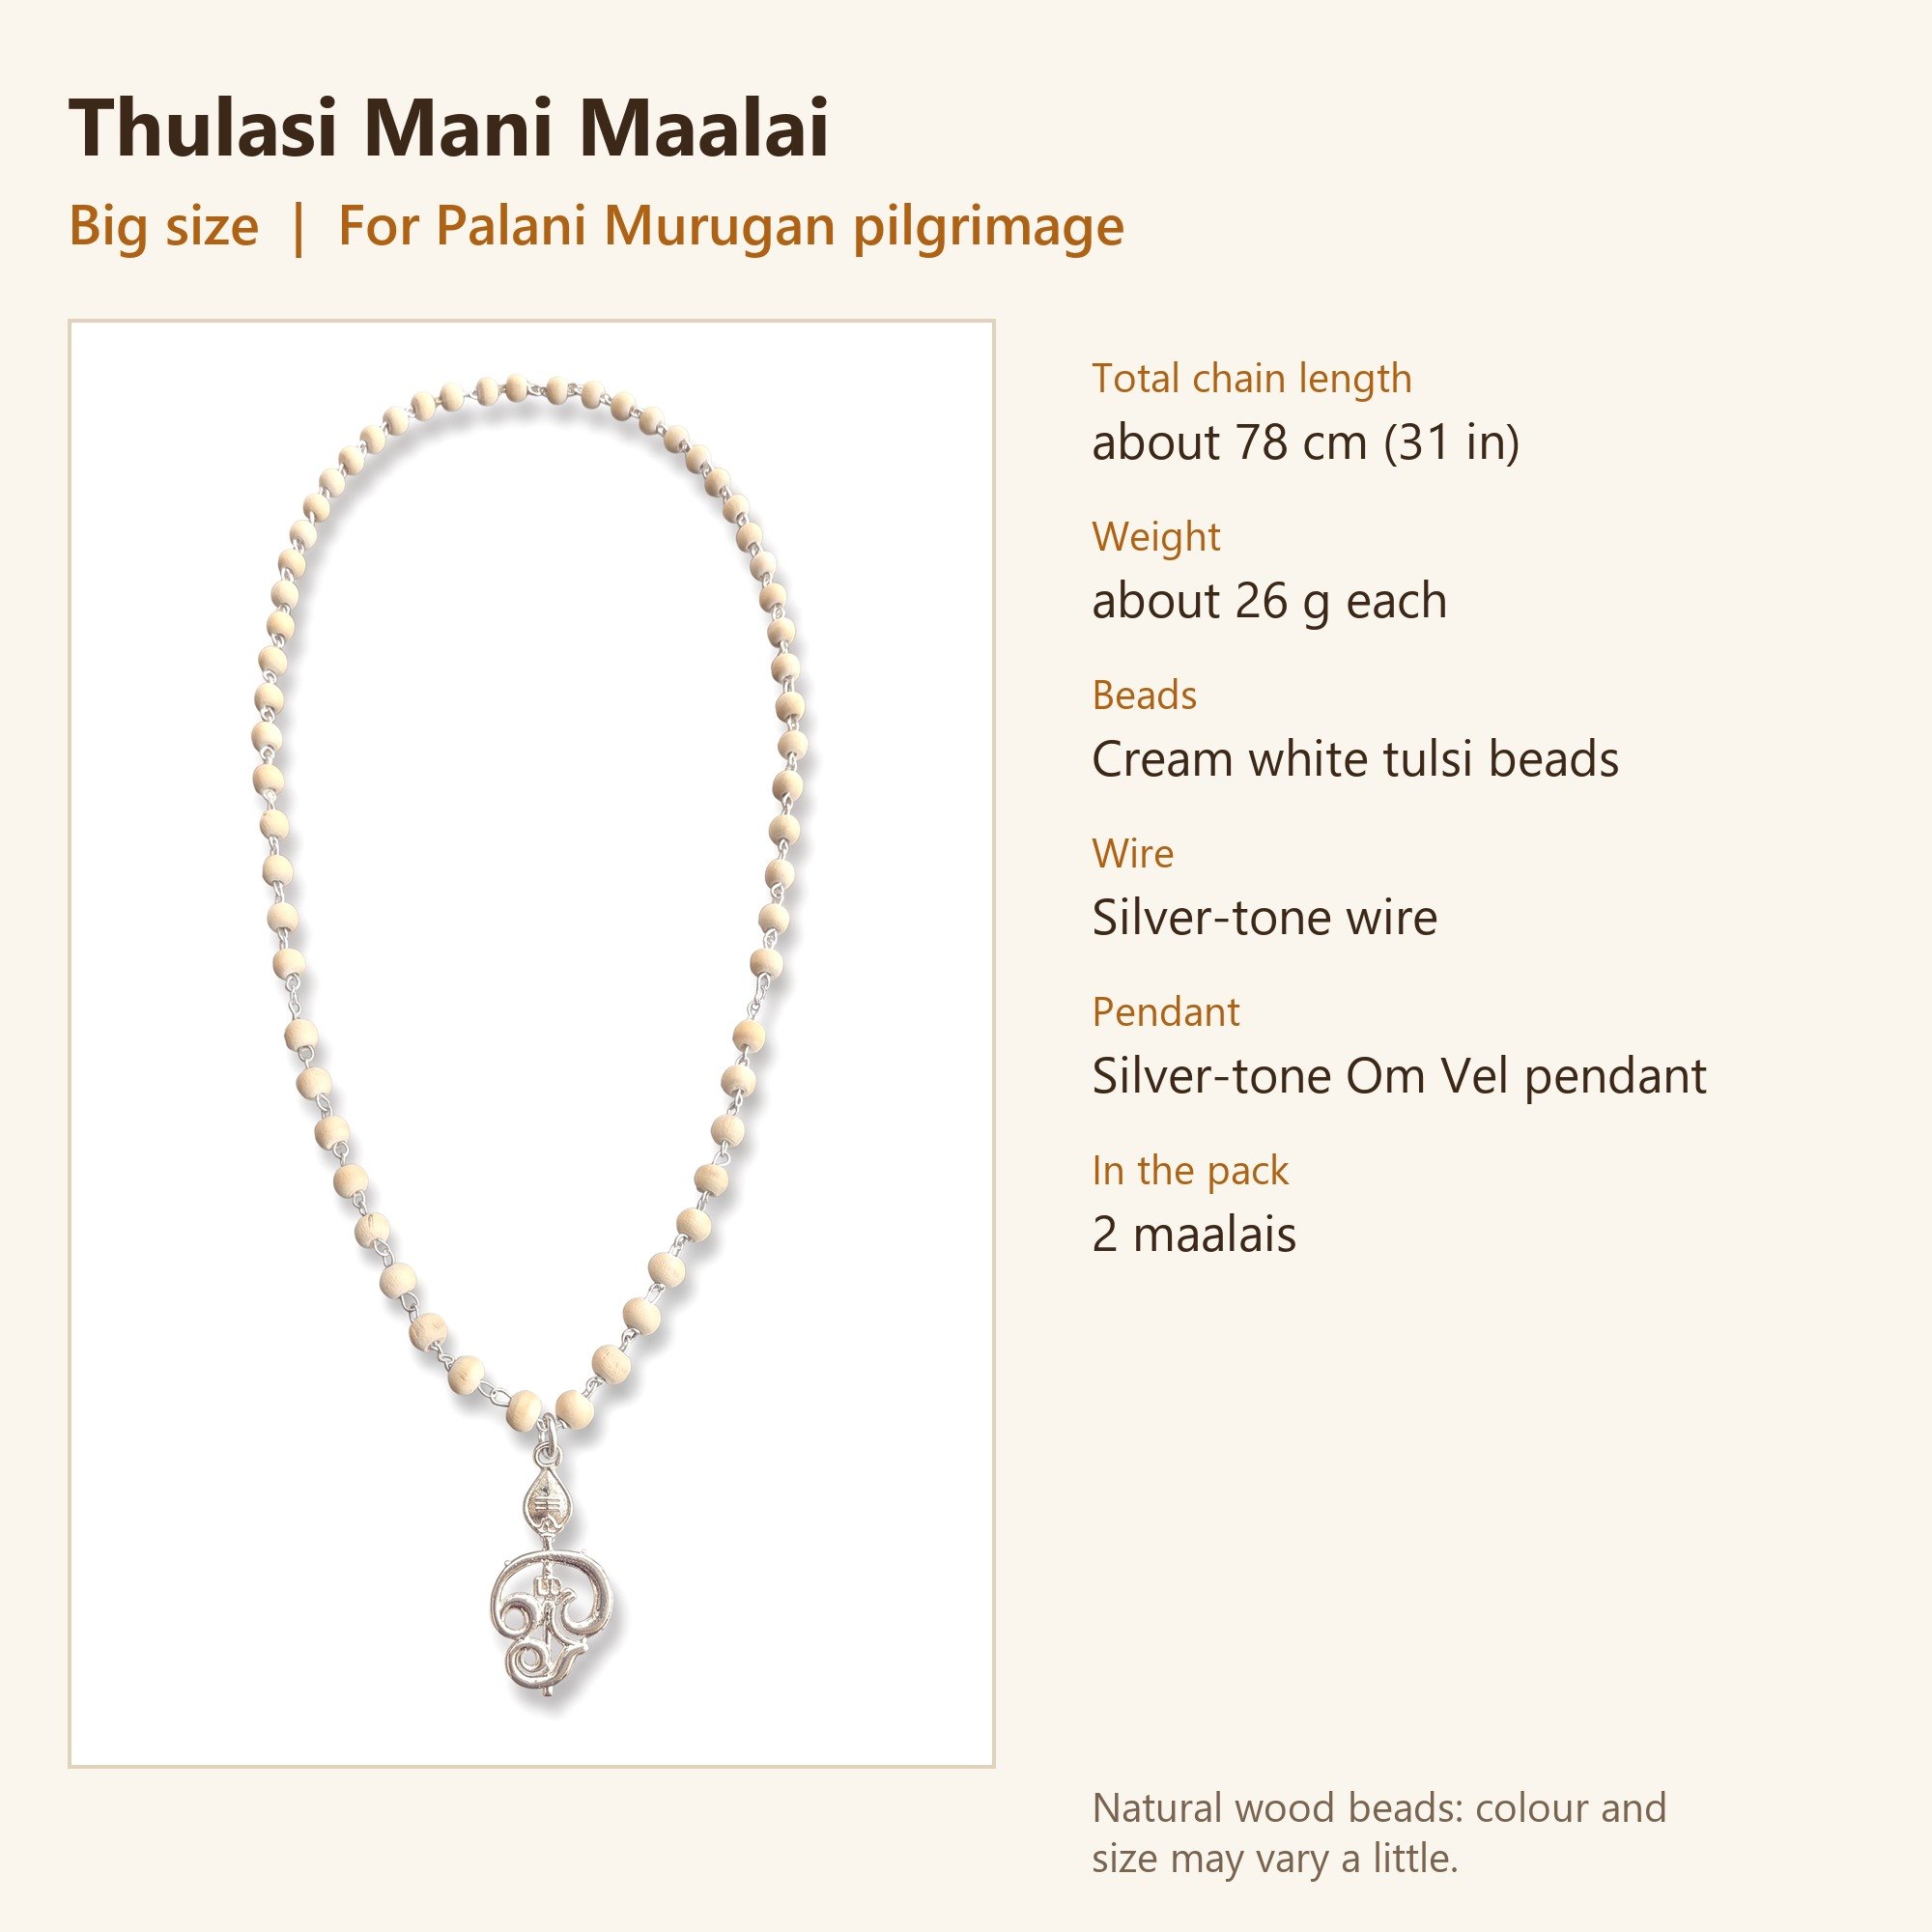 Thulasi Mani Maalai
Big size | For Palani Murugan pilgrimage
Total chain length
about 78 cm (31 in)
Weight
about 26 g each
Beads
Cream white tulsi beads
Wire
Silver-tone wire
Pendant
Silver-tone Om Vel pendant
In the pack
2 maalais
Natural wood beads: colour and
size may vary a little.